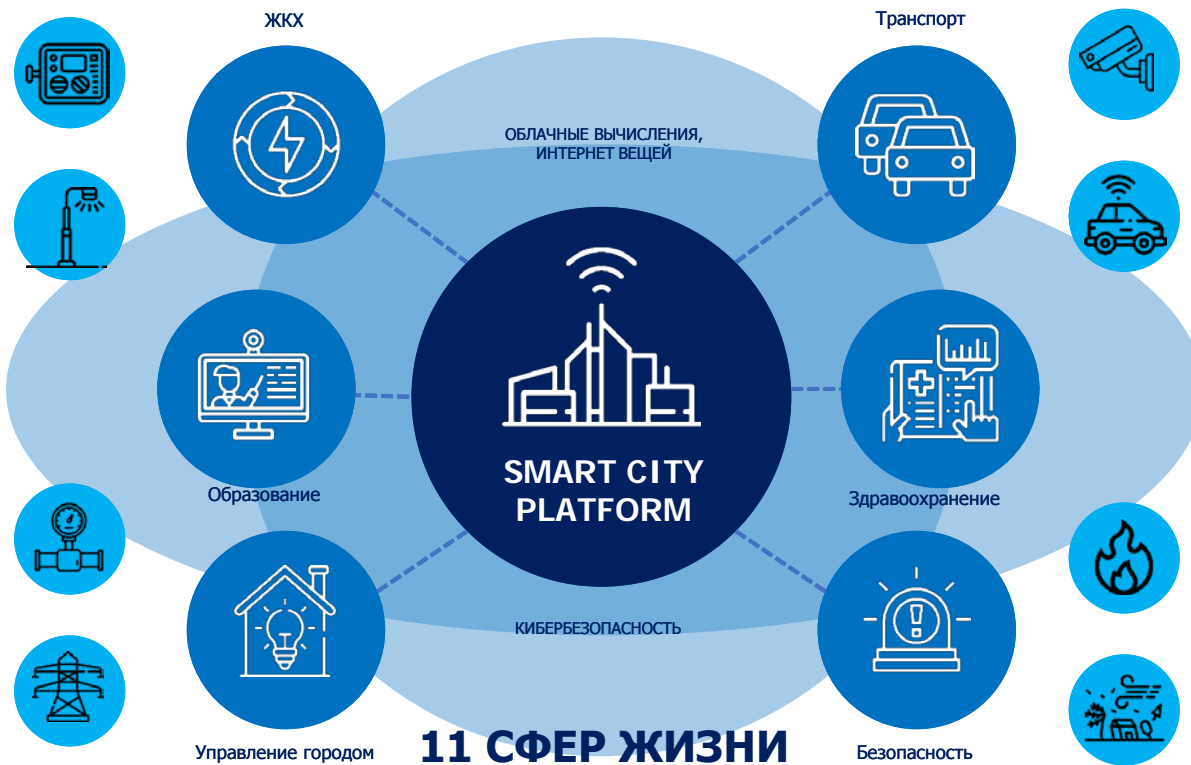 ЖКХ
Транспорт
ОБЛАЧНЫЕ ВЫЧИСЛЕНИЯ,
ИНТЕРНЕТ ВЕЩЕЙ
SMART CITY
PLATFORM
Образование
Здравоохранение
КИБЕРБЕЗОПАСНОСТЬ
Управление городом
11 СФЕР ЖИЗНИ
Безопасность